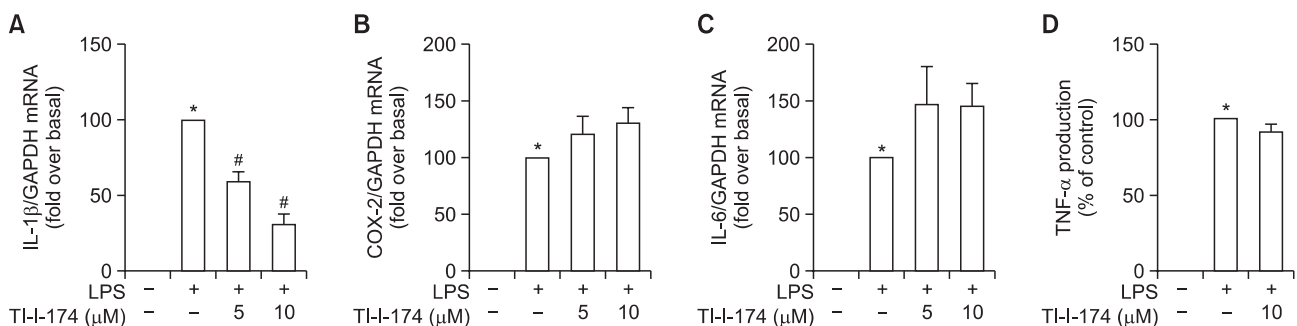 A
IL-1β/GAPDH mRNA
(fold over basal)
150
100
50
0
*
#
#
LPS – + + +
TI-I-174 (μM) – – 5 10
B
COX-2/GAPDH mRNA
(fold over basal)
200
150
100
50
0
*
LPS – + + +
TI-I-174 (μM) – – 5 10
C
IL-6/GAPDH mRNA
(fold over basal)
200
150
100
50
0
*
LPS – + + +
TI-I-174 (μM) – – 5 10
D
TNF-α production
(% of control)
150
100
50
0
*
LPS – + +
TI-I-174 (μM) – – 10